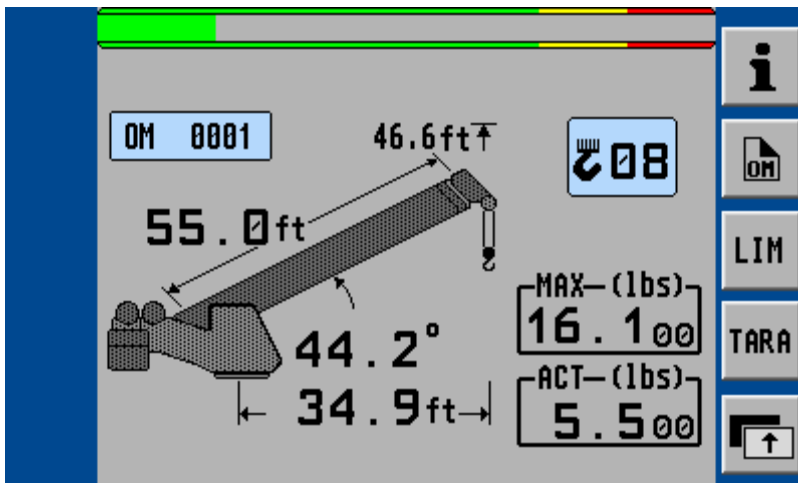 i
OM 0001
46.6ft
08
OM
55.0ft
LIM
MAX-(lbs)
16.100
44.2°
TARA
ACT-(lbs)
34.9ft
5.500